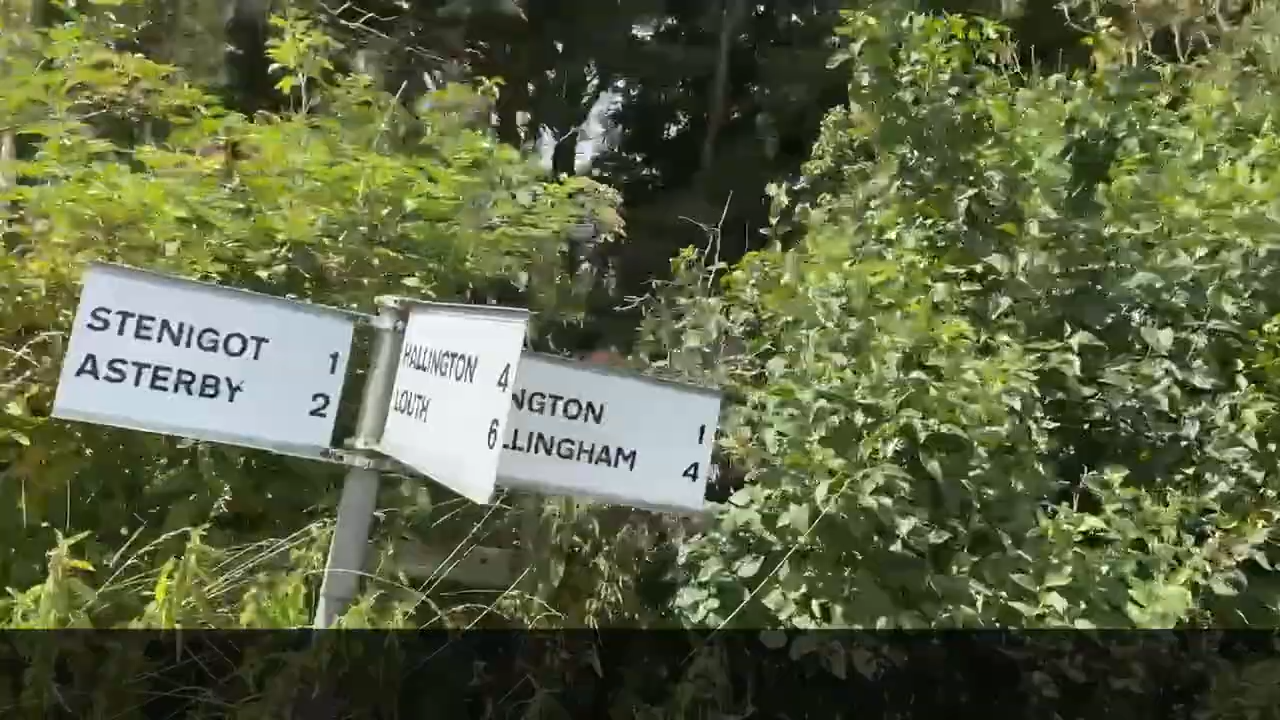 STENIGOT 1
ASTERBY 2
HALLINGTON 4
LOUTH 6
NGTON 1
LLINGHAM 4